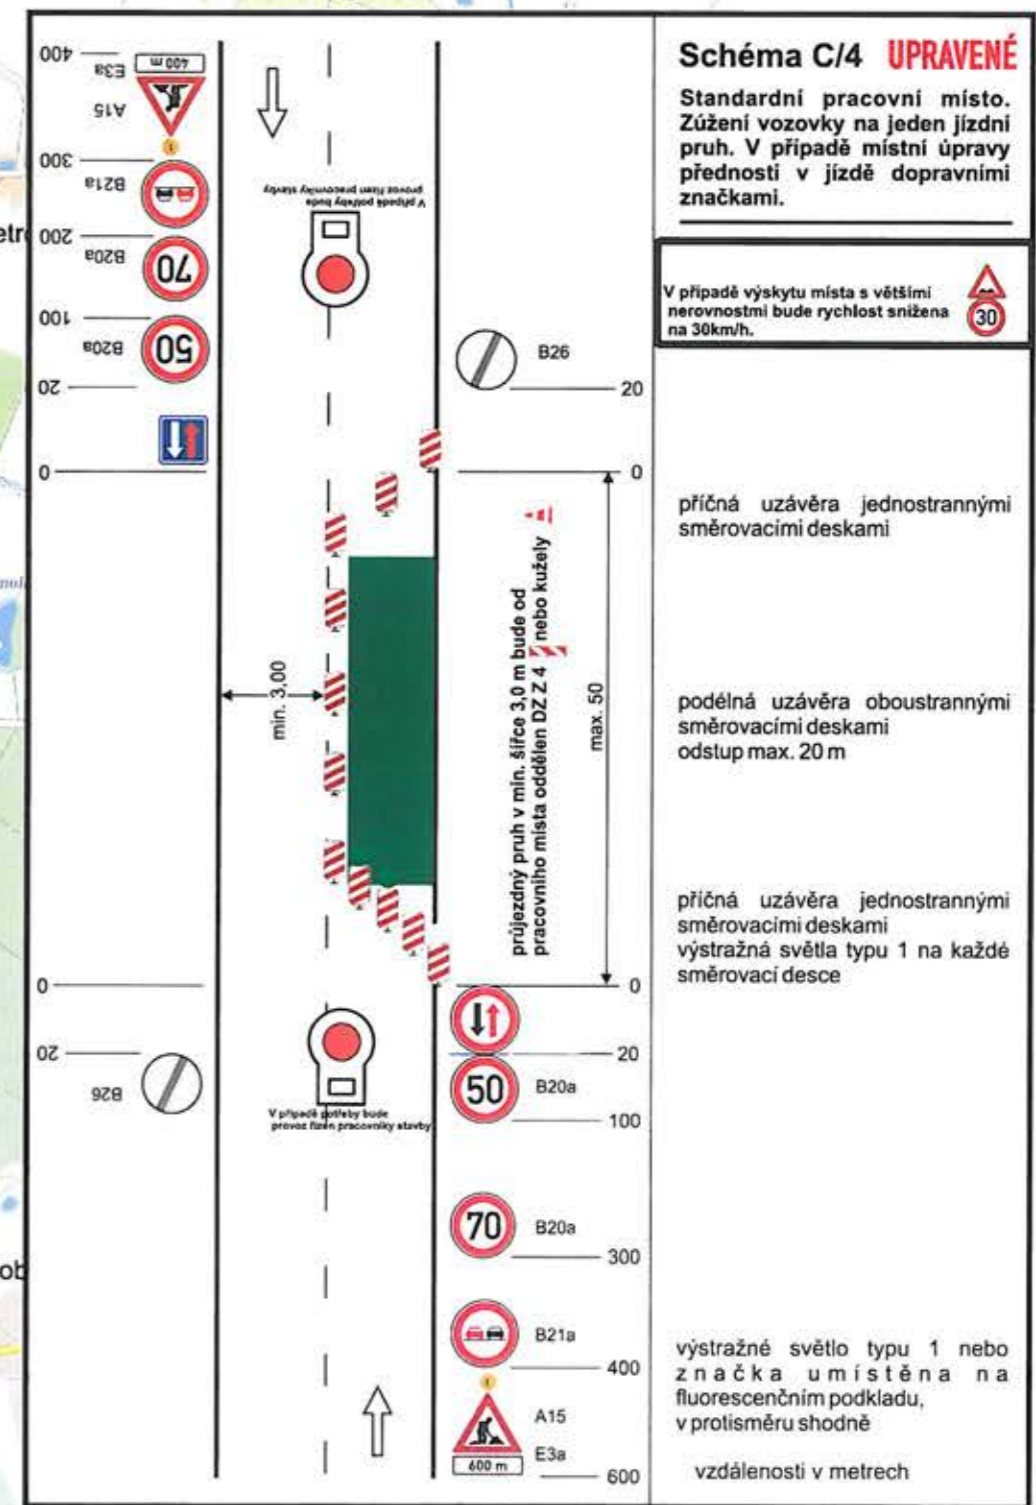 Schéma C/4 UPRAVENÉ
Standardní pracovní místo.
Zúžení vozovky na jeden jízdní
pruh. V případě místní úpravy
přednosti v jízdě dopravními
značkami.
V případě výskytu místa s většími
nerovnostmi bude rychlost snížena
na 30km/h.
30
400
E3a
400 m
A15
300
B21a
200
B20a
70
100
B20a
50
20
0
V případě potřeby bude
provoz řízen pracovníky stavby
B26
20
0
příčná uzávěra jednostrannými
směrovacími deskami
min. 3,00
průjezdný pruh v min. šířce 3,0 m bude od
pracovního místa oddělen DZ Z 4 nebo kužely
max. 50
podélná uzávěra oboustrannými
směrovacími deskami
odstup max. 20 m
příčná uzávěra jednostrannými
směrovacími deskami
výstražná světla typu 1 na každé
směrovací desce
0
0
20
B26
V případě potřeby bude
provoz řízen pracovníky stavby
20
50
B20a
100
70
B20a
300
B21a
400
A15
E3a
600 m
600
výstražné světlo typu 1 nebo
značka umístěna na
fluorescenčním podkladu,
v protisměru shodně
vzdálenosti v metrech